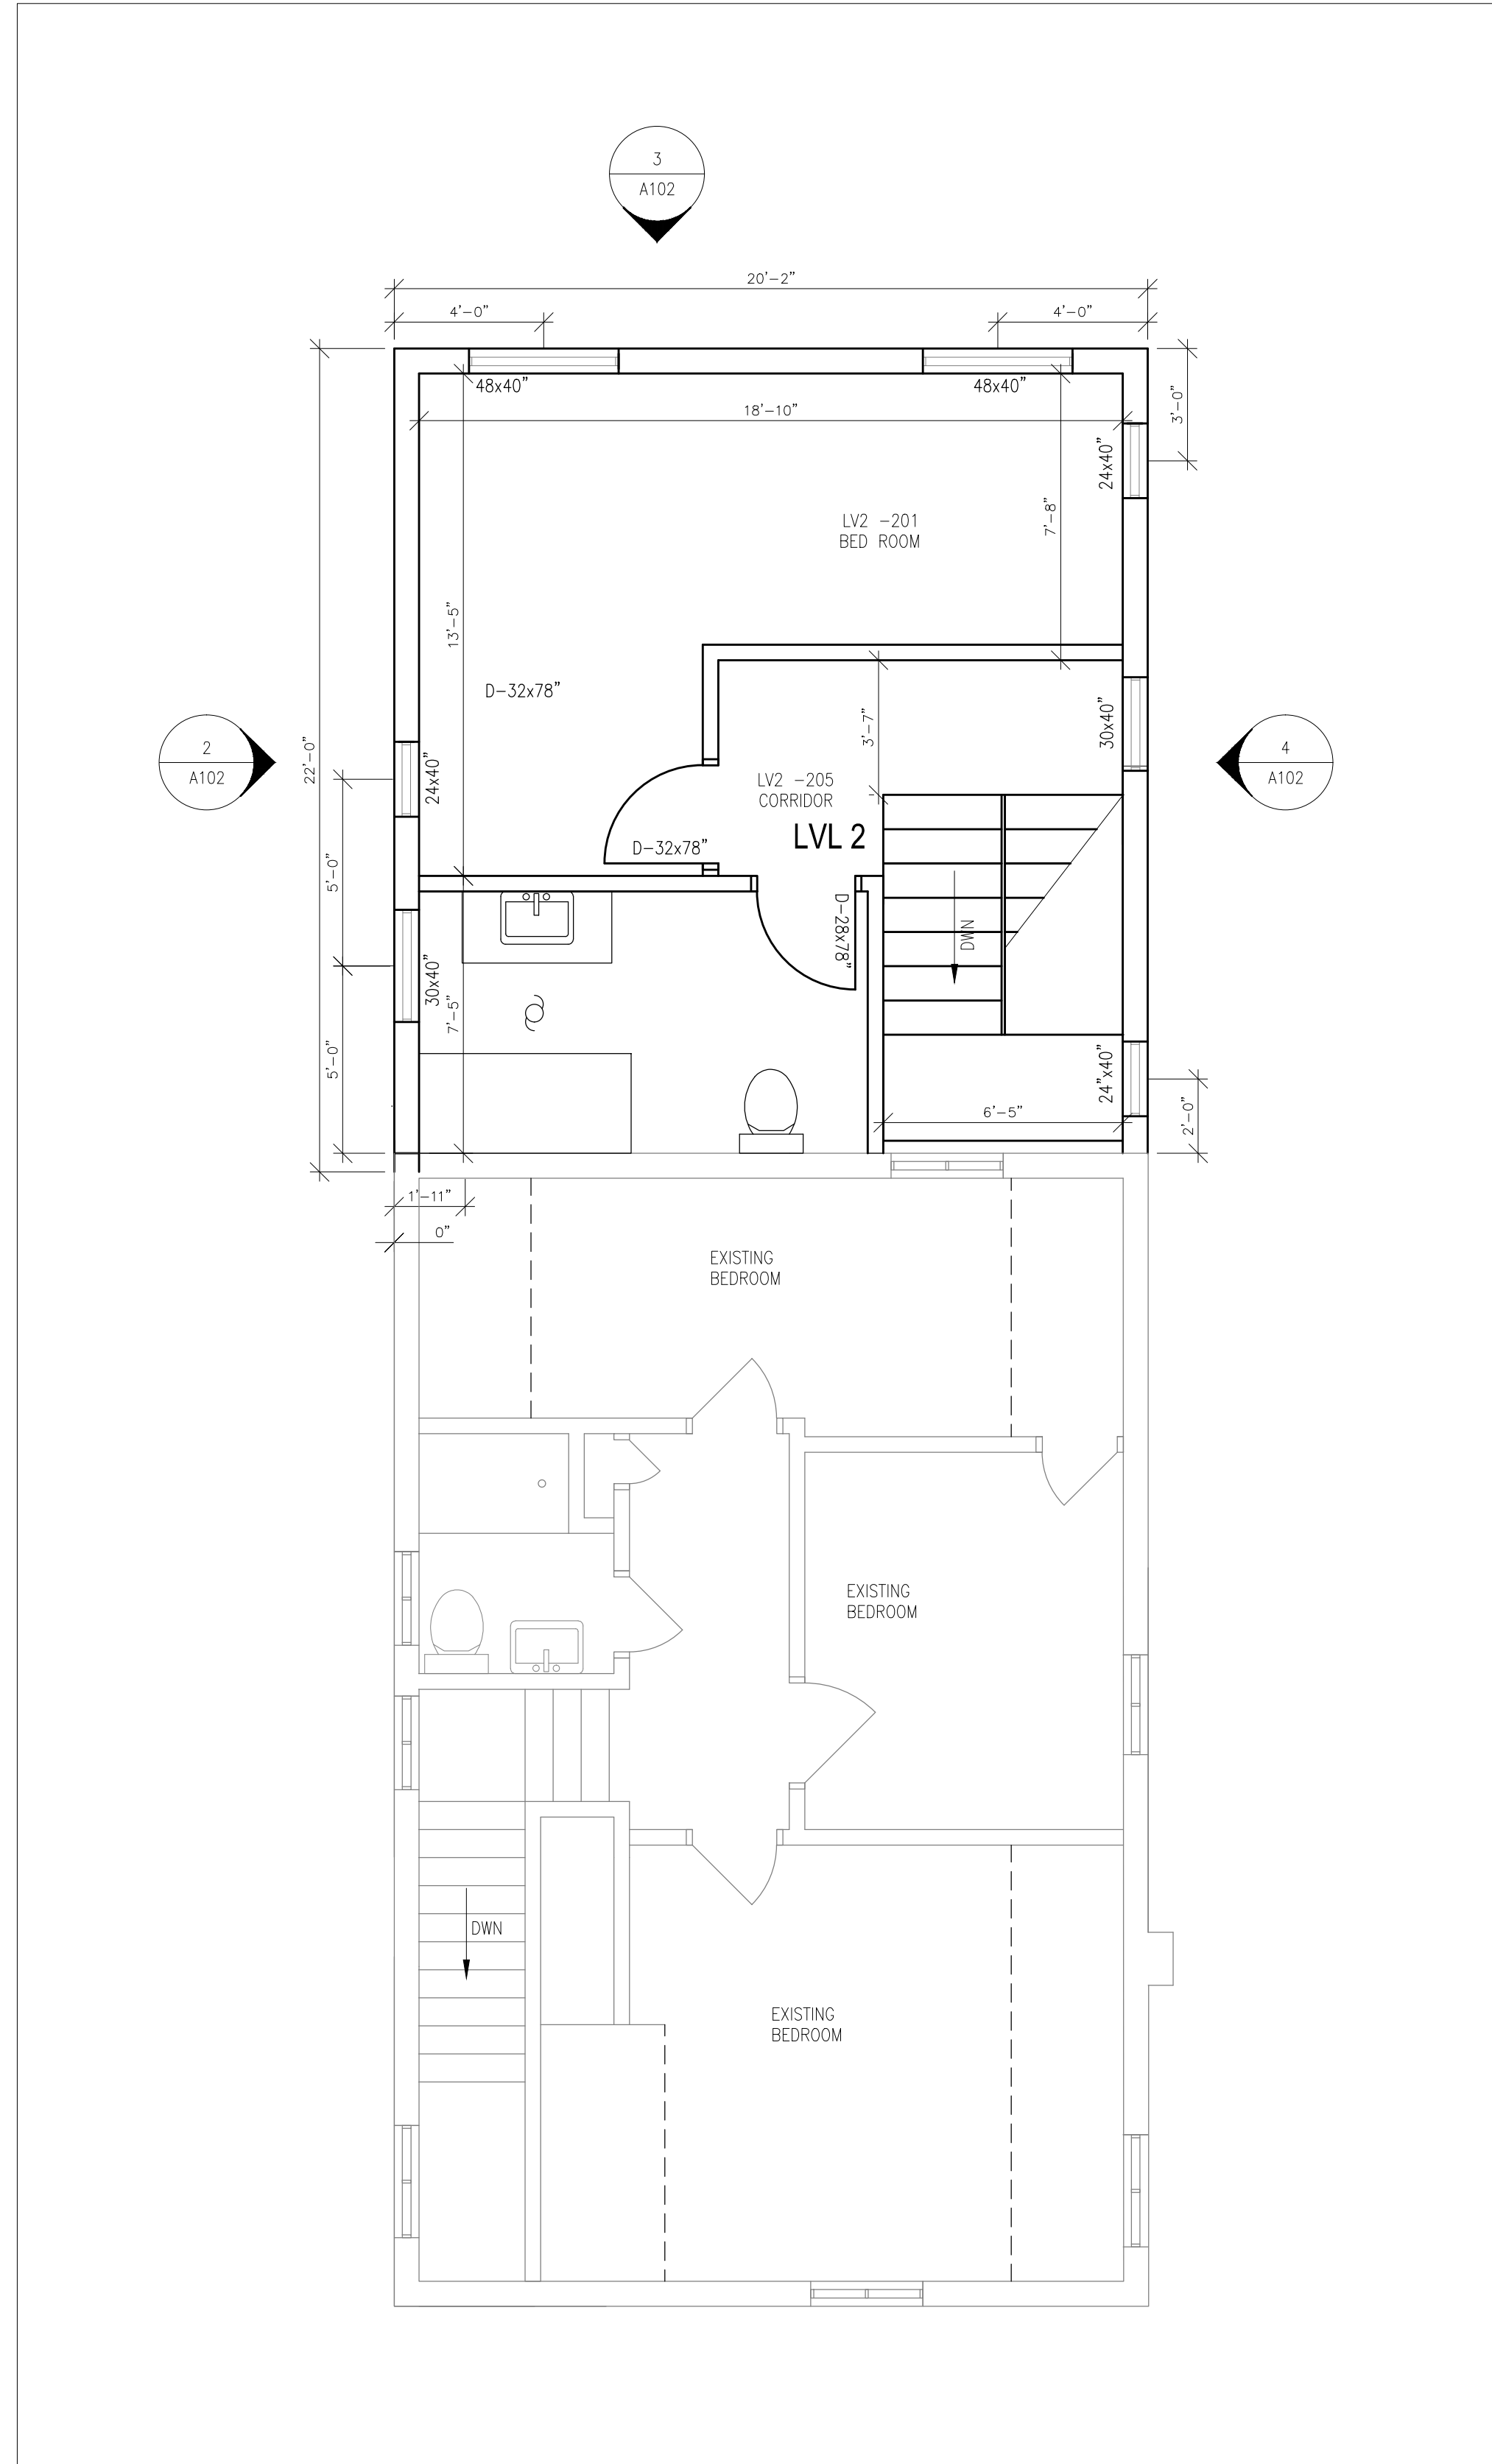 3
A102
20'-2"
4'-0"
4'-0"
48x40"
48x40"
18'-10"
3'-0"
24x40"
LV2 -201
BED ROOM
7'-8"
13'-5"
D-32x78"
3'-7"
30x40"
2
A102
22'-0"
24x40"
4
A102
LV2 -205
CORRIDOR
LVL 2
D-32x78"
5'-0"
D-28x78"
DWN
30x40"
7'-5"
5'-0"
24"x40"
6'-5"
2'-0"
1'-11"
0"
EXISTING
BEDROOM
EXISTING
BEDROOM
DWN
EXISTING
BEDROOM